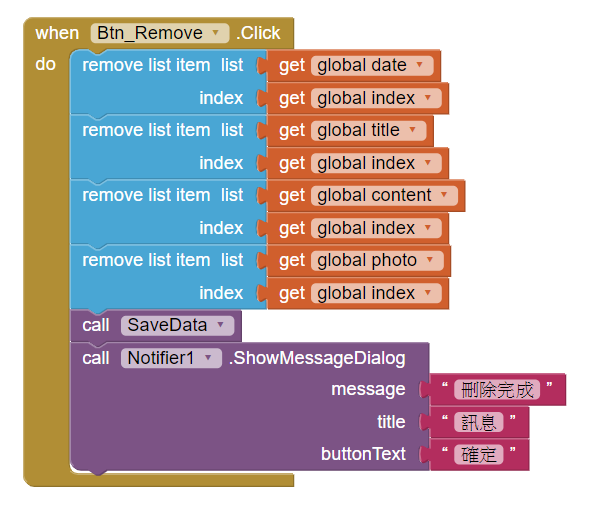 when Btn_Remove .Click
do remove list item list get global date
index get global index
remove list item list get global title
index get global index
remove list item list get global content
index get global index
remove list item list get global photo
index get global index
call SaveData
call Notifier1 .ShowMessageDialog
message “ 刪除完成 ”
title “ 訊息 ”
buttonText “ 確定 ”